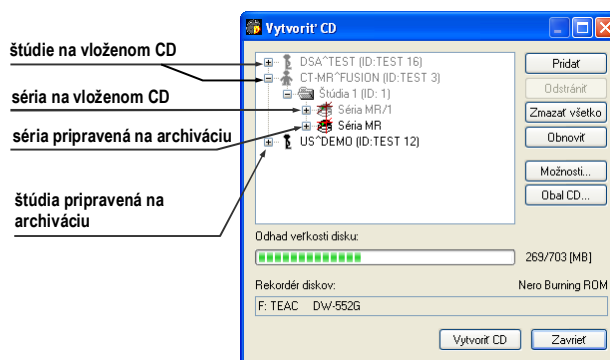 štúdie na vloženom CD
séria na vloženom CD
séria pripravená na archiváciu
štúdia pripravená na
archiváciu
Vytvoriť CD
DSA^TEST (ID:TEST 16)
CT-MR^FUSION (ID:TEST 3)
Štúdia 1 (ID: 1)
Séria MR/1
Séria MR
US^DEMO (ID:TEST 12)
Pridať
Odstrániť
Zmazať všetko
Obnoviť
Možnosti...
Obal CD...
Odhad veľkosti disku:
269/703 [MB]
Rekordér diskov:
Nero Burning ROM
F: TEAC DW-552G
Vytvoriť CD
Zavrieť